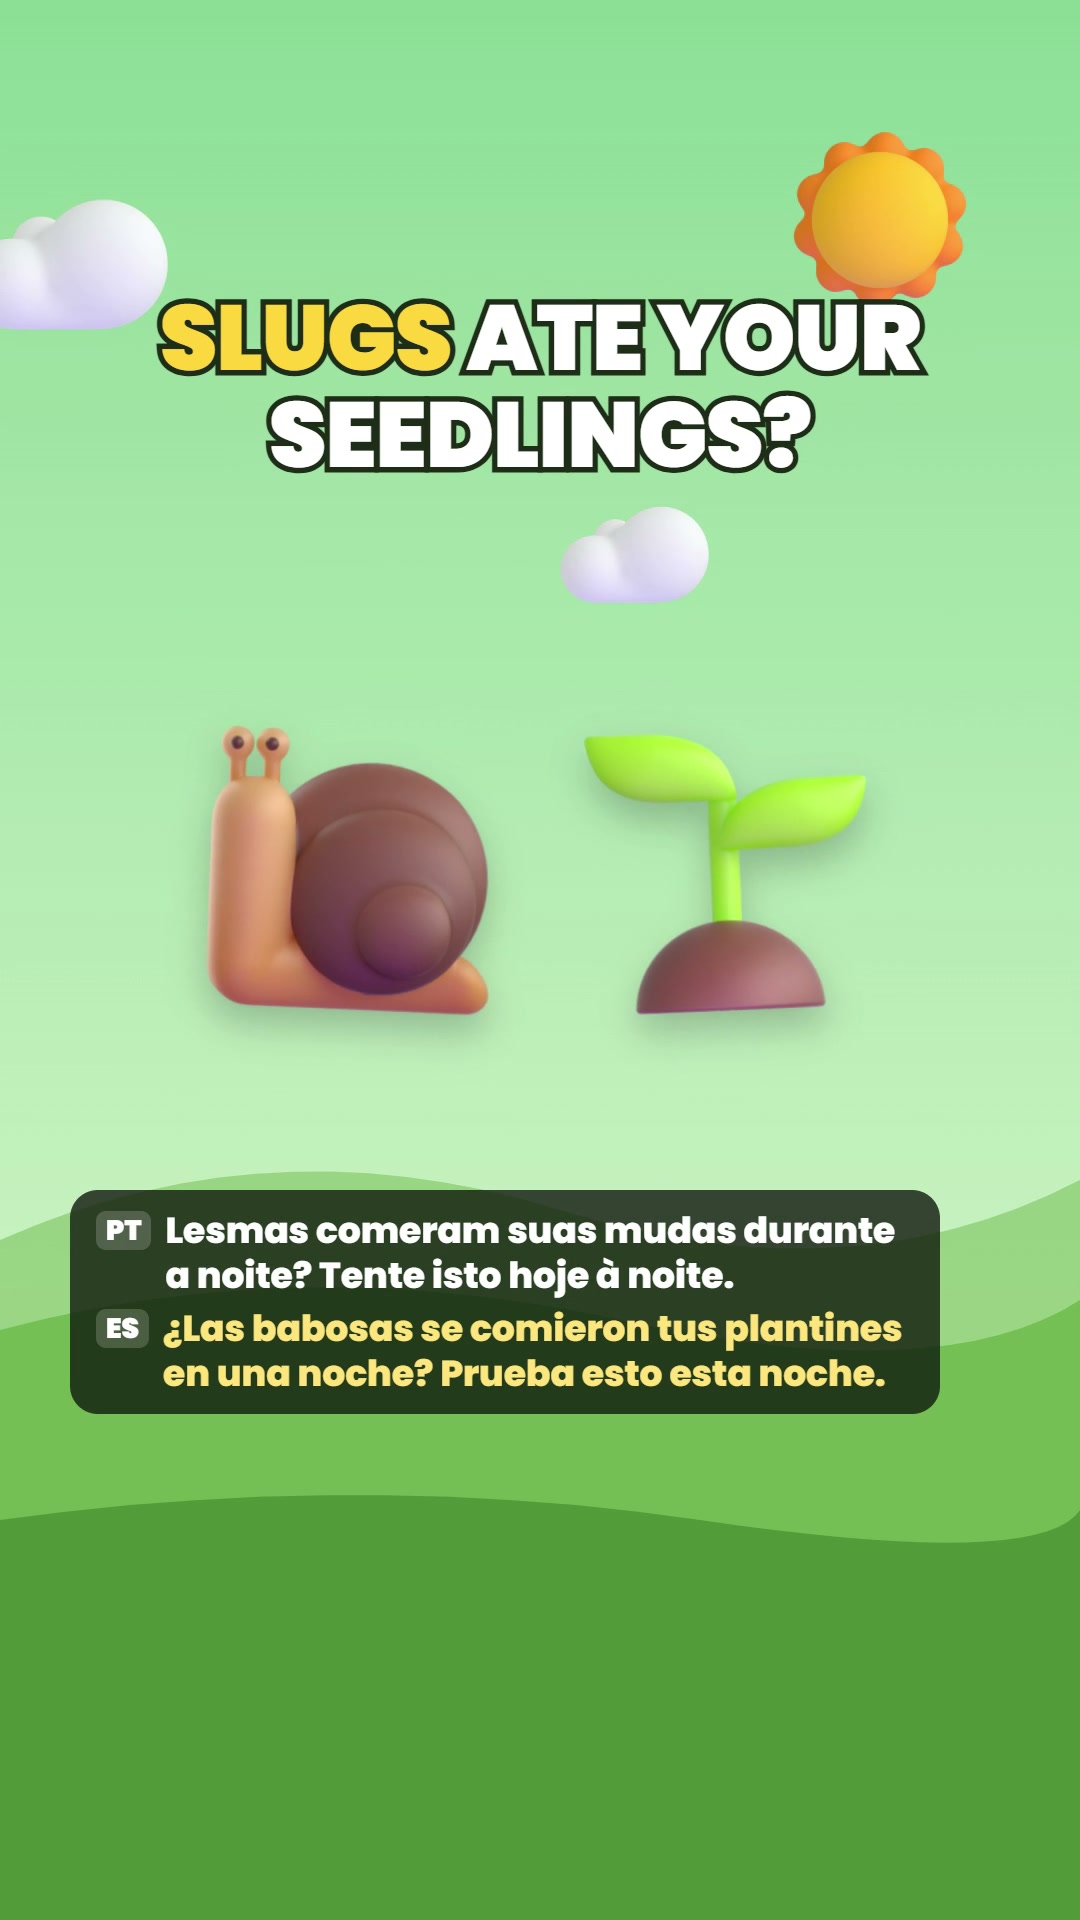 SLUGS ATE YOUR
SEEDLINGS?
PT Lesmas comeram suas mudas durante
a noite? Tente isto hoje à noite.
ES ¿Las babosas se comieron tus plantines
en una noche? Prueba esto esta noche.